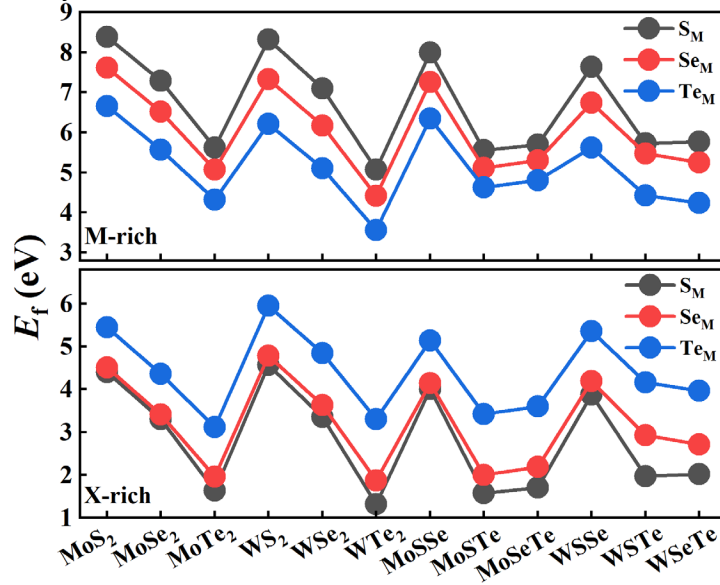 9
8
7
6
5
4
3
S_M
Se_M
Te_M
M-rich
E_f (eV)
6
5
4
3
2
1
S_M
Se_M
Te_M
X-rich
MoS₂ MoSe₂ MoTe₂ WS₂ WSe₂ WTe₂ MoSSe MoSTe MoSeTe WSSe WSTe WSeTe